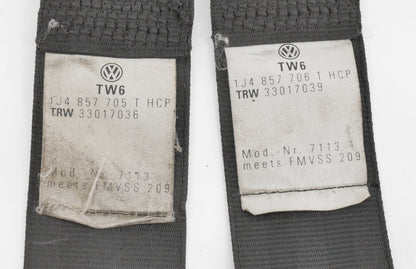 TW6
1J4 857 705 T HCP
TRW 33017036
Mod.-Nr. 7113
meets FMVSS 209
TW6
1J4 857 706 T HCP
TRW 33017039
Mod.-Nr. 7113
meets FMVSS 209